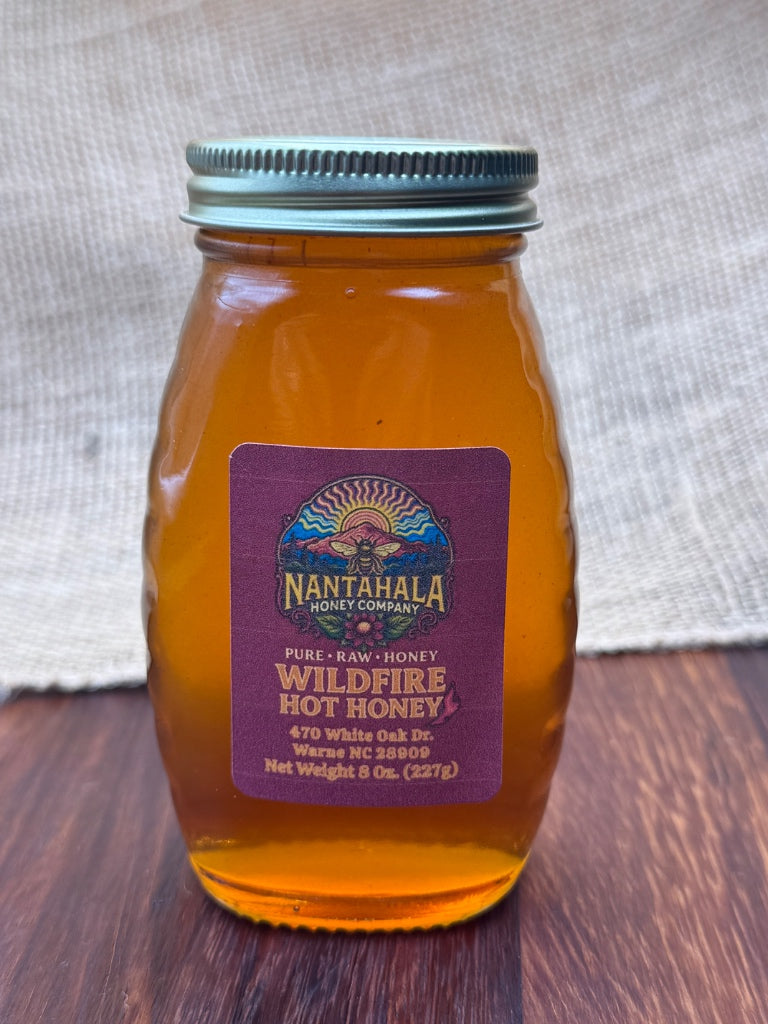 NANTAHALA
HONEY COMPANY
PURE • RAW • HONEY
WILDFIRE
HOT HONEY
470 White Oak Dr.
Warne NC 28909
Net Weight 8 Oz. (227g)